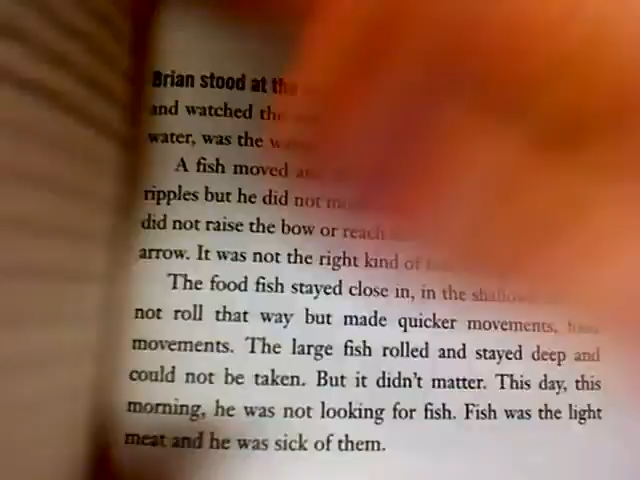 Brian stood at the
and watched the
water, was the
A fish moved
ripples but he did not
did not raise the bow or reach
arrow. It was not the right kind of
The food fish stayed close in, in the shallow
not roll that way but made quicker movements,
movements. The large fish rolled and stayed deep and
could not be taken. But it didn't matter. This day, this
morning, he was not looking for fish. Fish was the light
meat and he was sick of them.